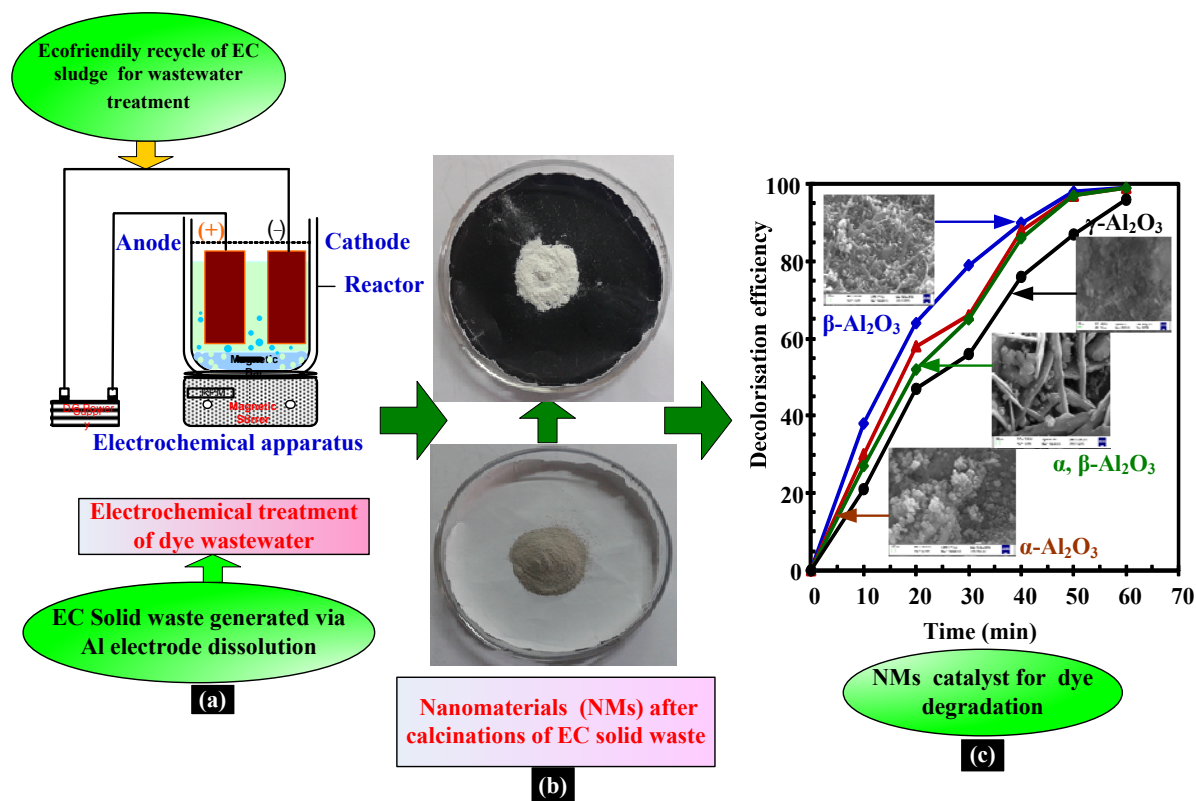 Ecofriendily recycle of EC
sludge for wastewater
treatment
(+)
(-)
Anode
Cathode
Reactor
RPM
Magnetic
Electrochemical apparatus
Electrochemical treatment
of dye wastewater
EC Solid waste generated via
Al electrode dissolution
(a)
Nanomaterials (NMs) after
calcinations of EC solid waste
(b)
Decolorisation efficiency
100
80
60
40
20
0
0 10 20 30 40 50 60 70
Time (min)
γ-Al₂O₃
β-Al₂O₃
α, β-Al₂O₃
α-Al₂O₃
NMs catalyst for dye
degradation
(c)